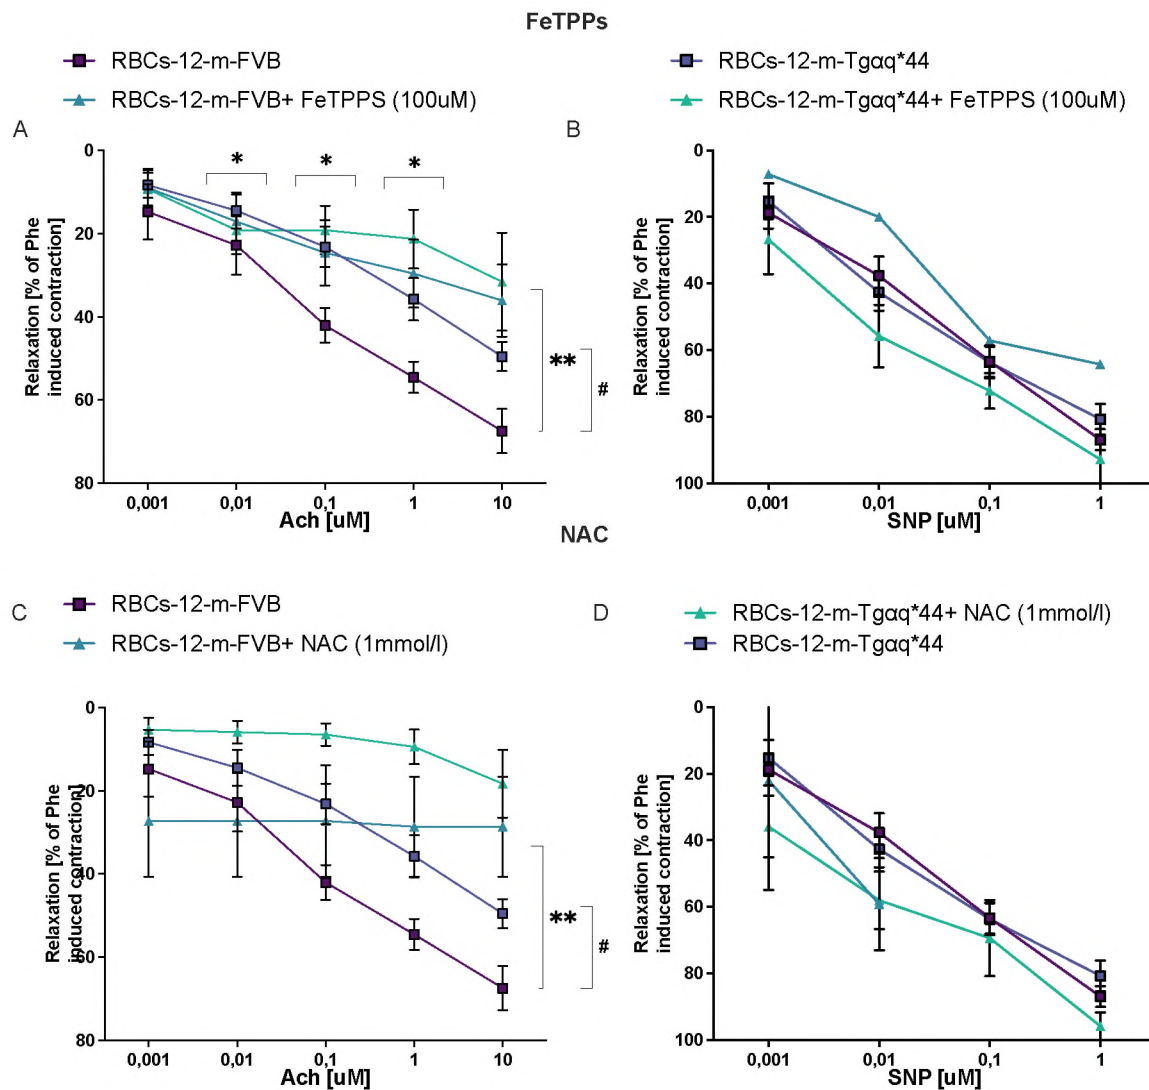 FeTPPs
RBCs-12-m-FVB
RBCs-12-m-FVB+ FeTPPS (100uM)
RBCs-12-m-Tgαq*44
RBCs-12-m-Tgαq*44+ FeTPPS (100uM)
A
Relaxation [% of Phe
induced contraction]
0
20
40
60
80
* * *
**
#
0,001 0,01 0,1 1 10
Ach [uM]
B
Relaxation [% of Phe
induced contraction]
0
20
40
60
80
100
0,001 0,01 0,1 1
SNP [uM]
NAC
C
RBCs-12-m-FVB
RBCs-12-m-FVB+ NAC (1mmol/l)
D
RBCs-12-m-Tgαq*44+ NAC (1mmol/l)
RBCs-12-m-Tgαq*44
Relaxation [% of Phe
induced contraction]
0
20
40
60
80
**
#
0,001 0,01 0,1 1 10
Ach [uM]
Relaxation [% of Phe
induced contraction]
0
20
40
60
80
100
0,001 0,01 0,1 1
SNP [uM]